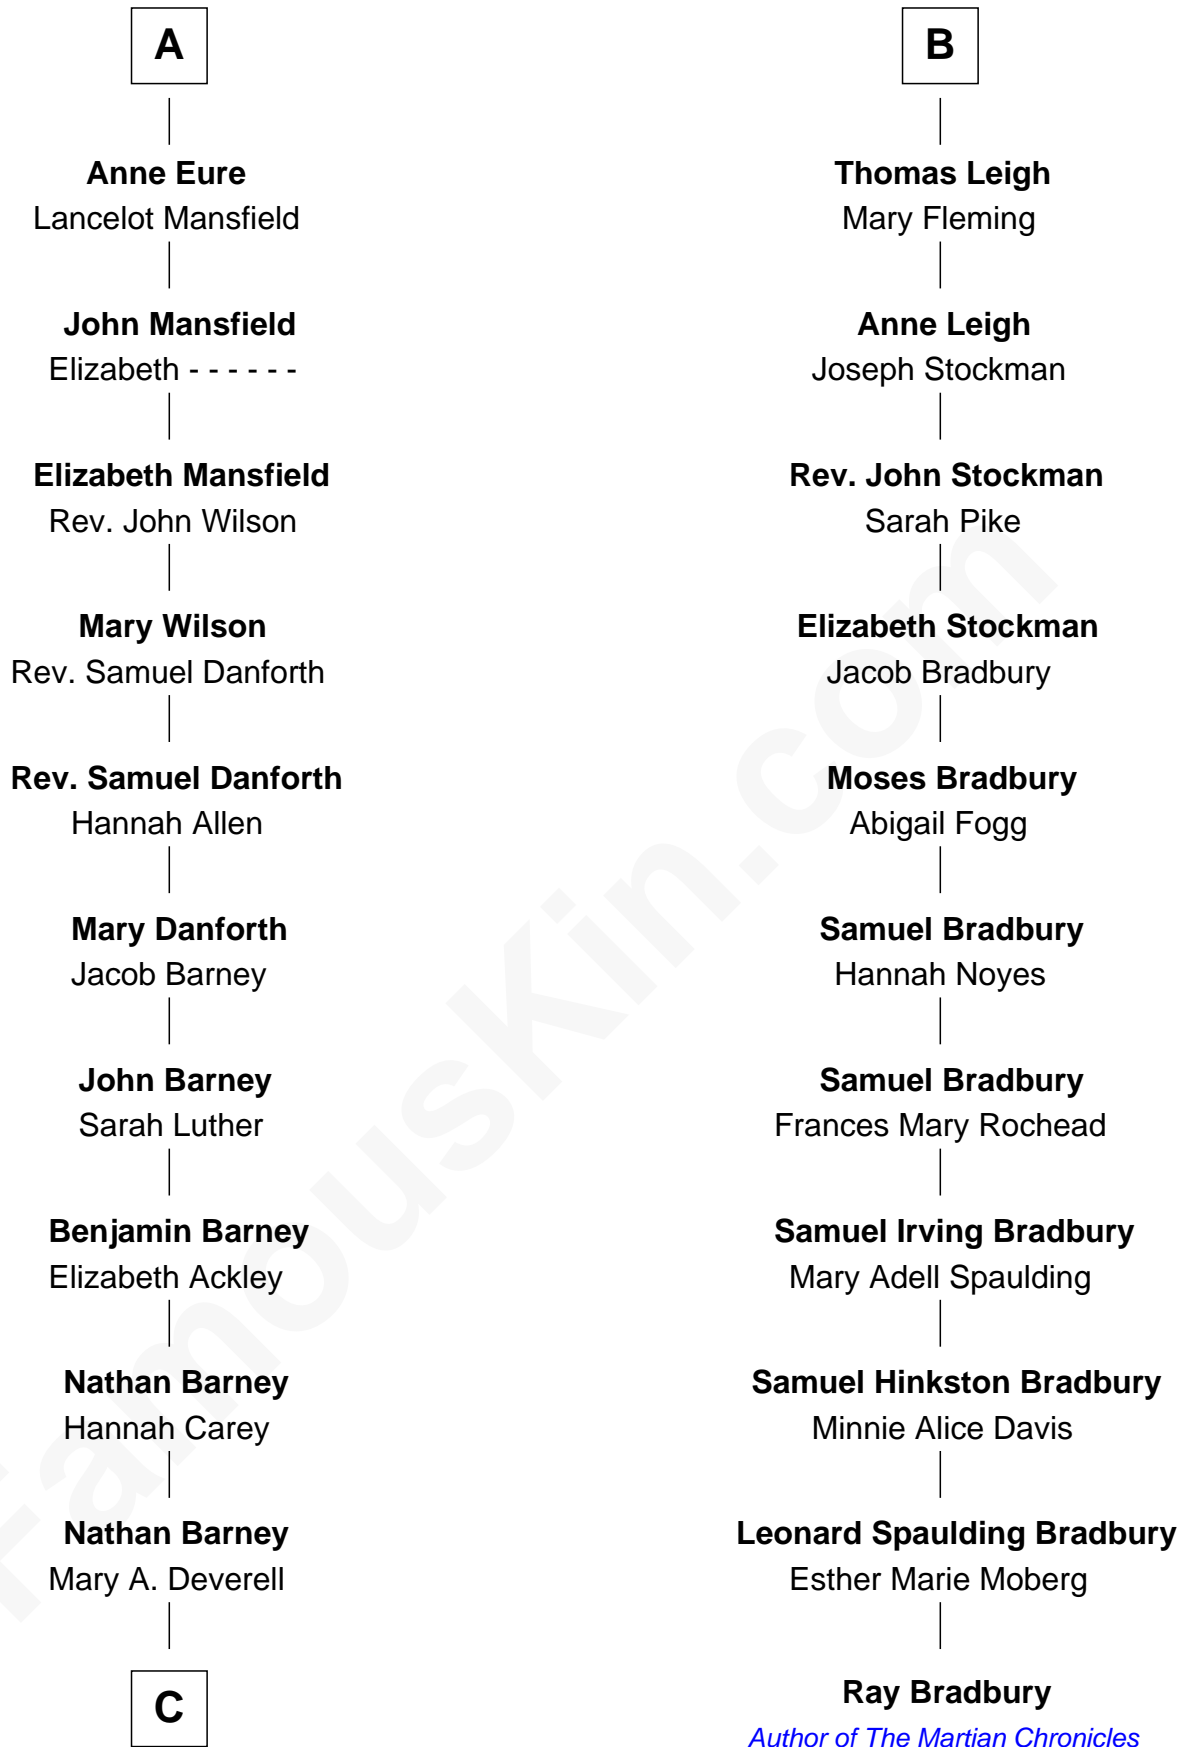 A
Anne Eure
Lancelot Mansfield
John Mansfield
Elizabeth - - - - - -
Elizabeth Mansfield
Rev. John Wilson
Mary Wilson
Rev. Samuel Danforth
Rev. Samuel Danforth
Hannah Allen
Mary Danforth
Jacob Barney
John Barney
Sarah Luther
Benjamin Barney
Elizabeth Ackley
Nathan Barney
Hannah Carey
Nathan Barney
Mary A. Deverell
C
B
Thomas Leigh
Mary Fleming
Anne Leigh
Joseph Stockman
Rev. John Stockman
Sarah Pike
Elizabeth Stockman
Jacob Bradbury
Moses Bradbury
Abigail Fogg
Samuel Bradbury
Hannah Noyes
Samuel Bradbury
Frances Mary Rochead
Samuel Irving Bradbury
Mary Adell Spaulding
Samuel Hinkston Bradbury
Minnie Alice Davis
Leonard Spaulding Bradbury
Esther Marie Moberg
Ray Bradbury
Author of The Martian Chronicles
FamousKin.com